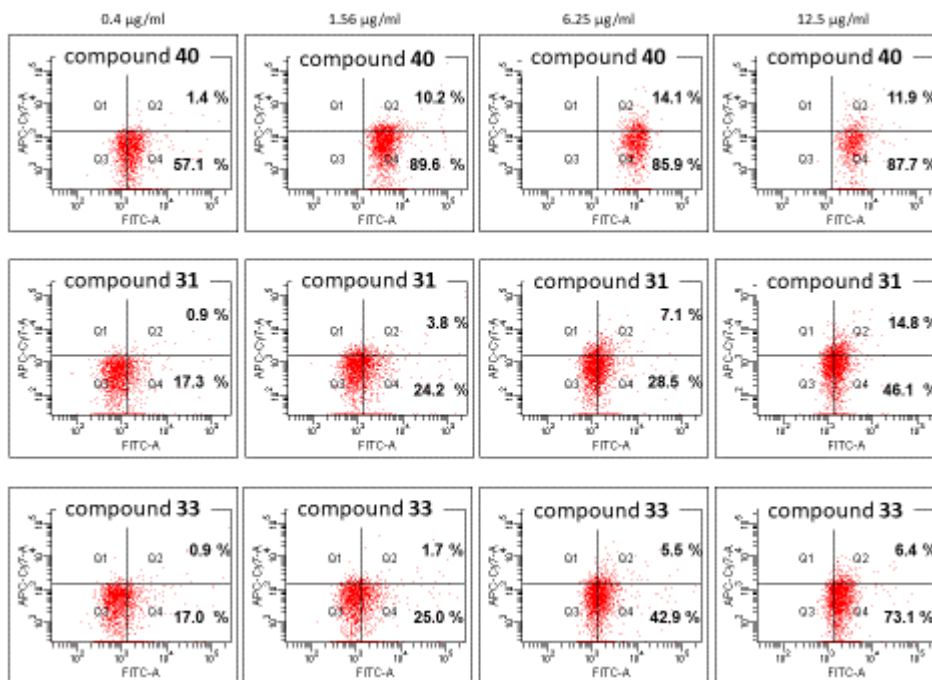 0.4 µg/ml 1.56 µg/ml 6.25 µg/ml 12.5 µg/ml
compound 40 compound 40 compound 40 compound 40
Q1 Q2 1.4 % Q1 Q2 10.2 % Q1 Q2 14.1 % Q1 Q2 11.9 %
Q3 Q4 57.1 % Q3 Q4 89.6 % Q3 Q4 85.9 % Q3 Q4 87.7 %
APC-Cy7-A APC-Cy7-A APC-Cy7-A APC-Cy7-A
FITC-A FITC-A FITC-A FITC-A
compound 31 compound 31 compound 31 compound 31
Q1 Q2 0.9 % Q1 Q2 3.8 % Q1 Q2 7.1 % Q1 Q2 14.8 %
Q3 Q4 17.3 % Q3 Q4 24.2 % Q3 Q4 28.5 % Q3 Q4 46.1 %
APC-Cy7-A APC-Cy7-A APC-Cy7-A APC-Cy7-A
FITC-A FITC-A FITC-A FITC-A
compound 33 compound 33 compound 33 compound 33
Q1 Q2 0.9 % Q1 Q2 1.7 % Q1 Q2 5.5 % Q1 Q2 6.4 %
Q3 Q4 17.0 % Q3 Q4 25.0 % Q3 Q4 42.9 % Q3 Q4 73.1 %
APC-Cy7-A APC-Cy7-A APC-Cy7-A APC-Cy7-A
FITC-A FITC-A FITC-A FITC-A